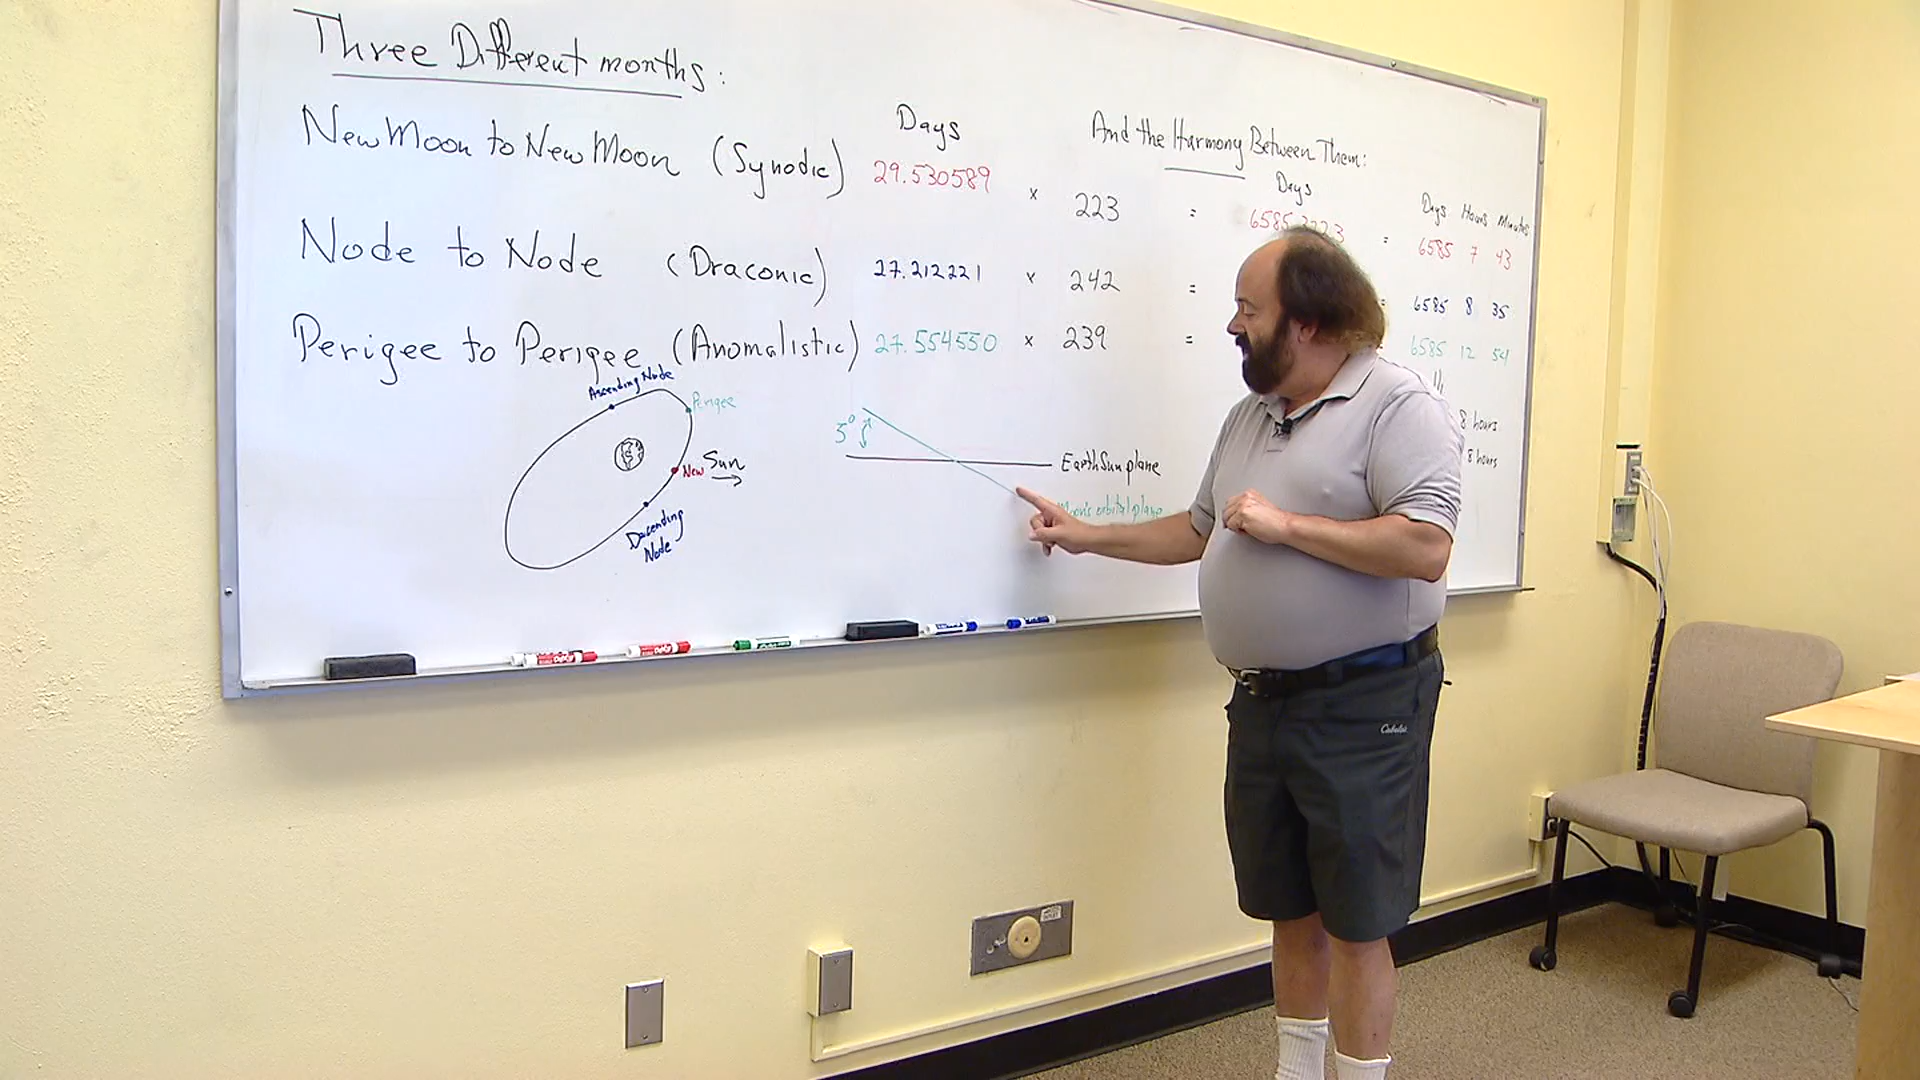 Three Different months:
Days
And the Harmony Between Them:
Days
Days Hours Minutes
New Moon to New Moon (Synodic) 29.530589 × 223 = 6585.3223 = 6585 7 43
Node to Node (Draconic) 27.212221 × 242 = = 6585 8 35
Perigee to Perigee (Anomalistic) 27.554550 × 239 = 6585 12 54
8 hours
8 hours
Ascending Node
Perigee
New Sun →
Descending
Node
5°
Earth Sun plane
Moon's orbital plane
Cabela's